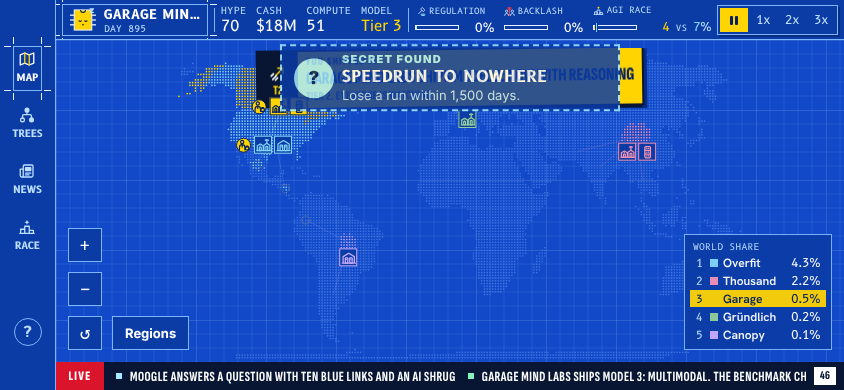 GARAGE MIN...
DAY 895
HYPE
70
CASH
$18M
COMPUTE
51
MODEL
Tier 3
REGULATION
0%
BACKLASH
0%
AGI RACE
4 VS 7%
1x
2x
3x
MAP
TREES
NEWS
RACE
?
SECRET FOUND
? SPEEDRUN TO NOWHERE
Lose a run within 1,500 days.
TH REASONING
+
−
↺
Regions
WORLD SHARE
1 Overfit 4.3%
2 Thousand 2.2%
3 Garage 0.5%
4 Gründlich 0.2%
5 Canopy 0.1%
LIVE
MOOGLE ANSWERS A QUESTION WITH TEN BLUE LINKS AND AN AI SHRUG
GARAGE MIND LABS SHIPS MODEL 3: MULTIMODAL. THE BENCHMARK CH
46